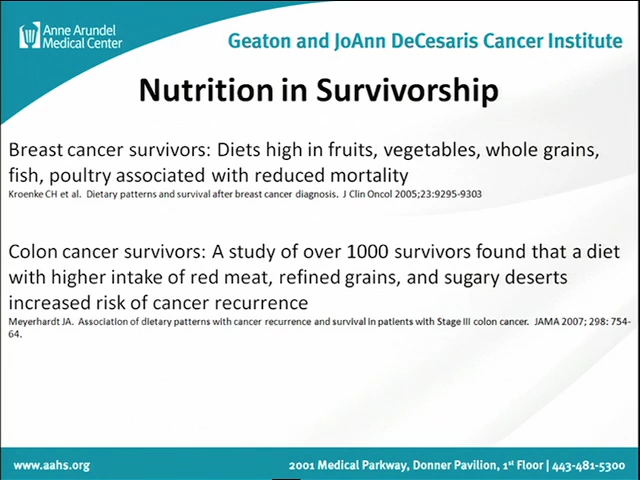 Anne Arundel
Medical Center
Geaton and JoAnn DeCesaris Cancer Institute
Nutrition in Survivorship
Breast cancer survivors: Diets high in fruits, vegetables, whole grains,
fish, poultry associated with reduced mortality
Kroenke CH et al. Dietary patterns and survival after breast cancer diagnosis. J Clin Oncol 2005;23:9295-9303
Colon cancer survivors: A study of over 1000 survivors found that a diet
with higher intake of red meat, refined grains, and sugary deserts
increased risk of cancer recurrence
Meyerhardt JA. Association of dietary patterns with cancer recurrence and survival in patients with Stage III colon cancer. JAMA 2007; 298: 754-
64.
www.aahs.org
2001 Medical Parkway, Donner Pavilion, 1st Floor | 443-481-5300